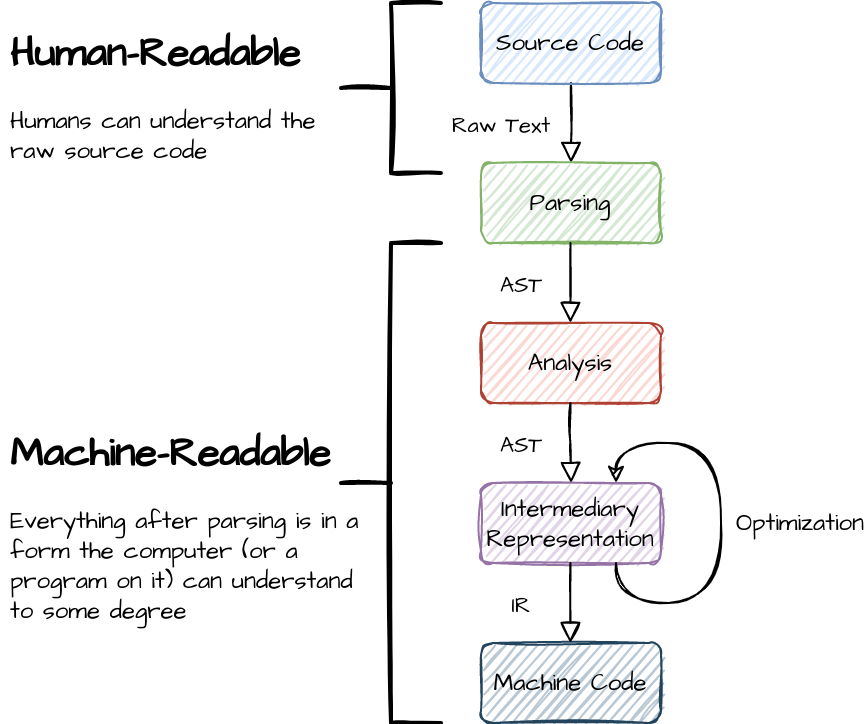 Human-Readable
Humans can understand the
raw source code
Source Code
Raw Text
Parsing
AST
Analysis
AST
Machine-Readable
Everything after parsing is in a
form the computer (or a
program on it) can understand
to some degree
Intermediary
Representation
Optimization
IR
Machine Code